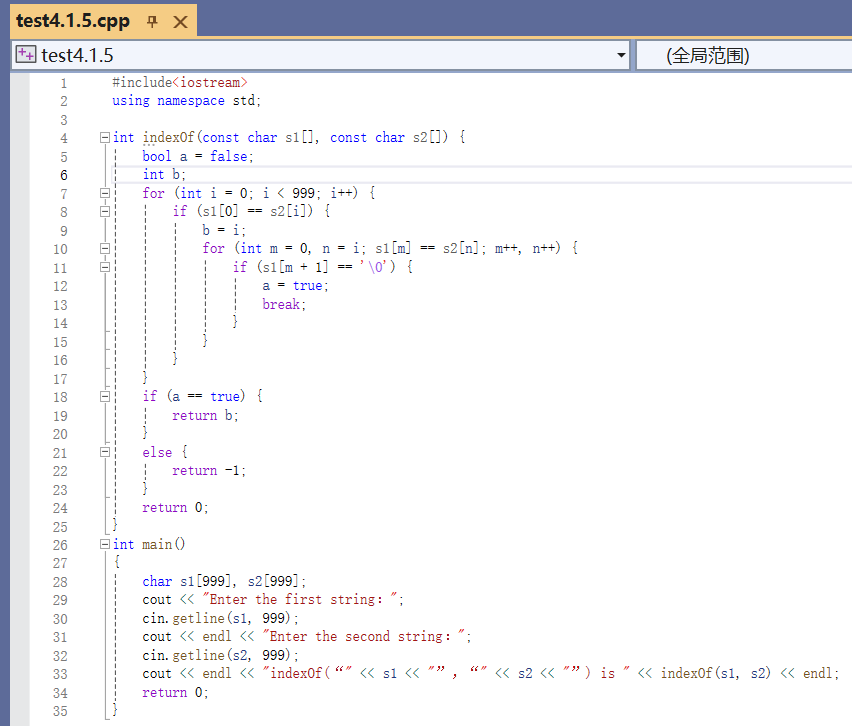 test4.1.5.cpp
test4.1.5 (全局范围)
1 #include<iostream>
2 using namespace std;
3
4 int indexOf(const char s1[], const char s2[]) {
5 bool a = false;
6 int b;
7 for (int i = 0; i < 999; i++) {
8 if (s1[0] == s2[i]) {
9 b = i;
10 for (int m = 0, n = i; s1[m] == s2[n]; m++, n++) {
11 if (s1[m + 1] == '\0') {
12 a = true;
13 break;
14 }
15 }
16 }
17 }
18 if (a == true) {
19 return b;
20 }
21 else {
22 return -1;
23 }
24 return 0;
25 }
26 int main()
27 {
28 char s1[999], s2[999];
29 cout << "Enter the first string: ";
30 cin.getline(s1, 999);
31 cout << endl << "Enter the second string: ";
32 cin.getline(s2, 999);
33 cout << endl << "indexOf(“" << s1 << "”, “" << s2 << "”) is " << indexOf(s1, s2) << endl;
34 return 0;
35 }